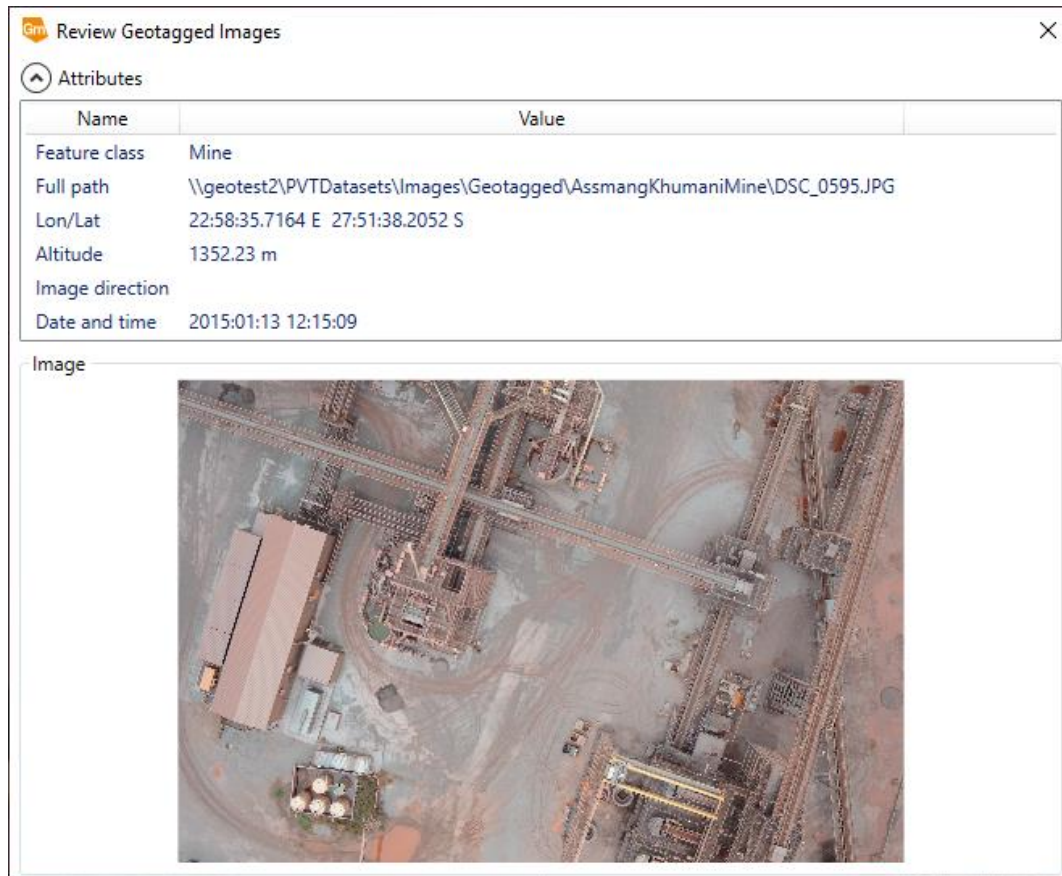 Gm Review Geotagged Images
Attributes
Name Value
Feature class Mine
Full path \\geotest2\PVTDatasets\Images\Geotagged\AssmangKhumaniMine\DSC_0595.JPG
Lon/Lat 22:58:35.7164 E 27:51:38.2052 S
Altitude 1352.23 m
Image direction
Date and time 2015:01:13 12:15:09
Image